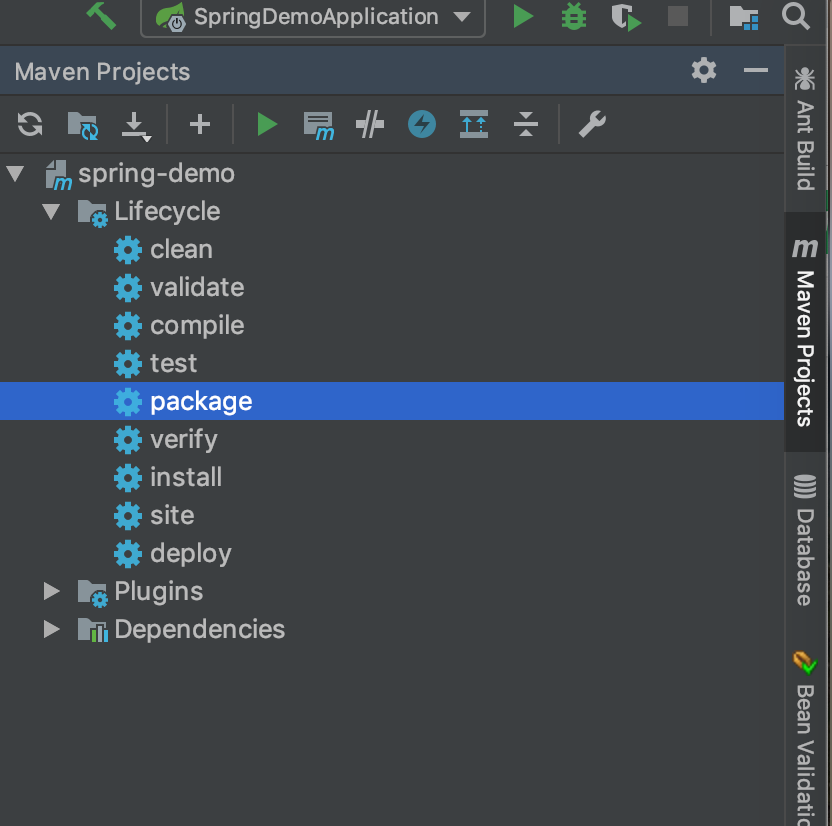 SpringDemoApplication
Maven Projects
spring-demo
Lifecycle
clean
validate
compile
test
package
verify
install
site
deploy
Plugins
Dependencies
Ant Build
Maven Projects
Database
Bean Validatio